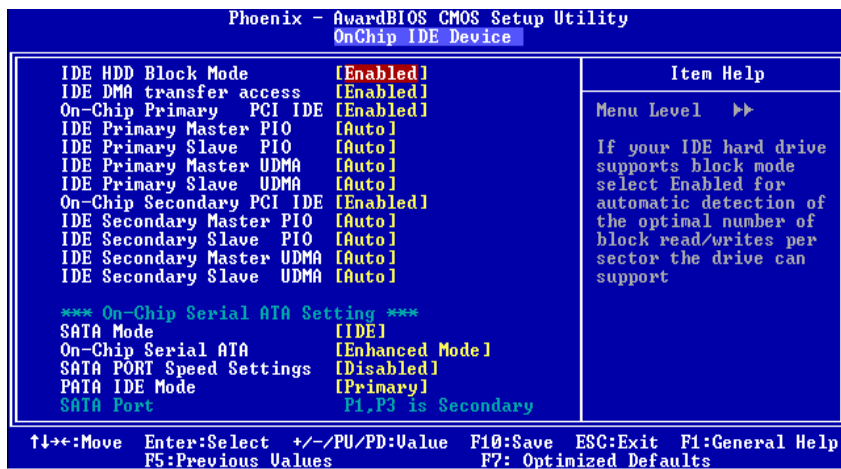 Phoenix - AwardBIOS CMOS Setup Utility
OnChip IDE Device
IDE HDD Block Mode [Enabled]
IDE DMA transfer access [Enabled]
On-Chip Primary PCI IDE [Enabled]
IDE Primary Master PIO [Auto]
IDE Primary Slave PIO [Auto]
IDE Primary Master UDMA [Auto]
IDE Primary Slave UDMA [Auto]
On-Chip Secondary PCI IDE [Enabled]
IDE Secondary Master PIO [Auto]
IDE Secondary Slave PIO [Auto]
IDE Secondary Master UDMA [Auto]
IDE Secondary Slave UDMA [Auto]
*** On-Chip Serial ATA Setting ***
SATA Mode [IDE]
On-Chip Serial ATA [Enhanced Mode]
SATA PORT Speed Settings [Disabled]
PATA IDE Mode [Primary]
SATA Port P1,P3 is Secondary
Item Help
Menu Level ▶▶
If your IDE hard drive
supports block mode
select Enabled for
automatic detection of
the optimal number of
block read/writes per
sector the drive can
support
↑↓→←:Move Enter:Select +/-/PU/PD:Value F10:Save ESC:Exit F1:General Help
F5:Previous Values F7: Optimized Defaults